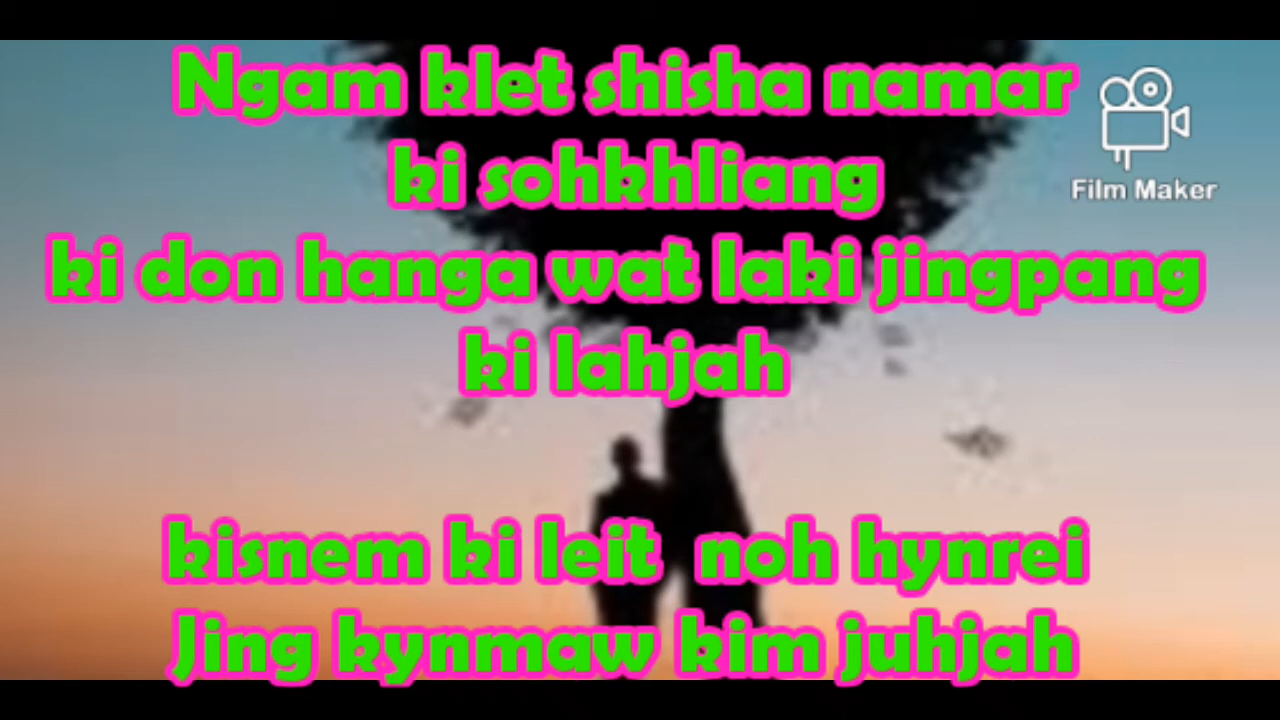 Ngam klet shisha namar
ki sohkhliang
ki don hanga wat laki jingpang
ki lahjah
kisnem ki leit noh hynrei
Jing kynmaw kim juhjah
Film Maker